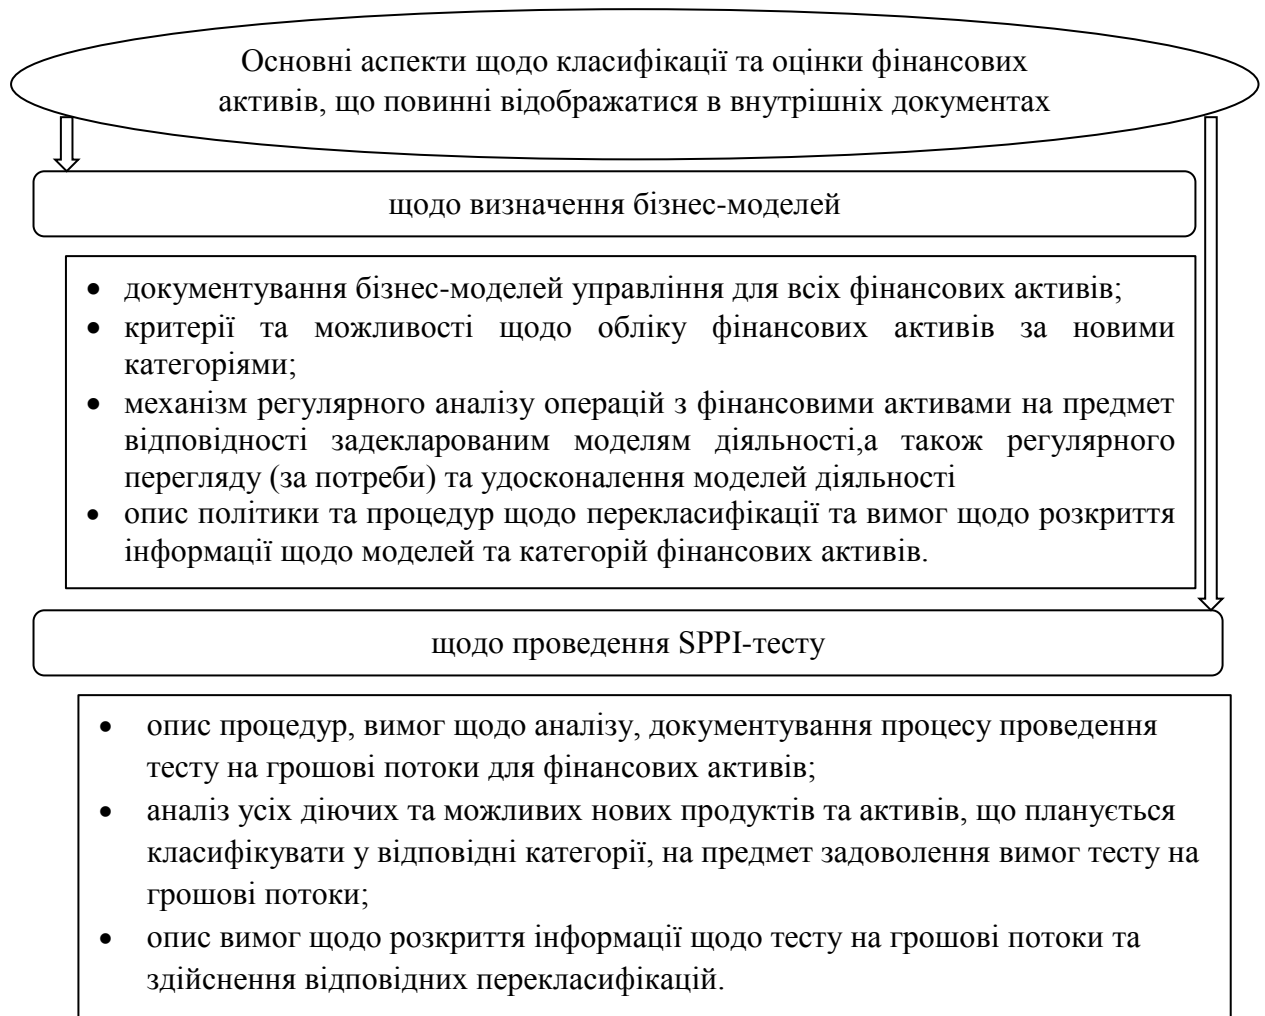 Основні аспекти щодо класифікації та оцінки фінансових
активів, що повинні відображатися в внутрішніх документах
щодо визначення бізнес-моделей
• документування бізнес-моделей управління для всіх фінансових активів;
• критерії та можливості щодо обліку фінансових активів за новими
категоріями;
• механізм регулярного аналізу операцій з фінансовими активами на предмет
відповідності задекларованим моделям діяльності,а також регулярного
перегляду (за потреби) та удосконалення моделей діяльності
• опис політики та процедур щодо перекласифікації та вимог щодо розкриття
інформації щодо моделей та категорій фінансових активів.
щодо проведення SPPI-тесту
• опис процедур, вимог щодо аналізу, документування процесу проведення
тесту на грошові потоки для фінансових активів;
• аналіз усіх діючих та можливих нових продуктів та активів, що планується
класифікувати у відповідні категорії, на предмет задоволення вимог тесту на
грошові потоки;
• опис вимог щодо розкриття інформації щодо тесту на грошові потоки та
здійснення відповідних перекласифікацій.